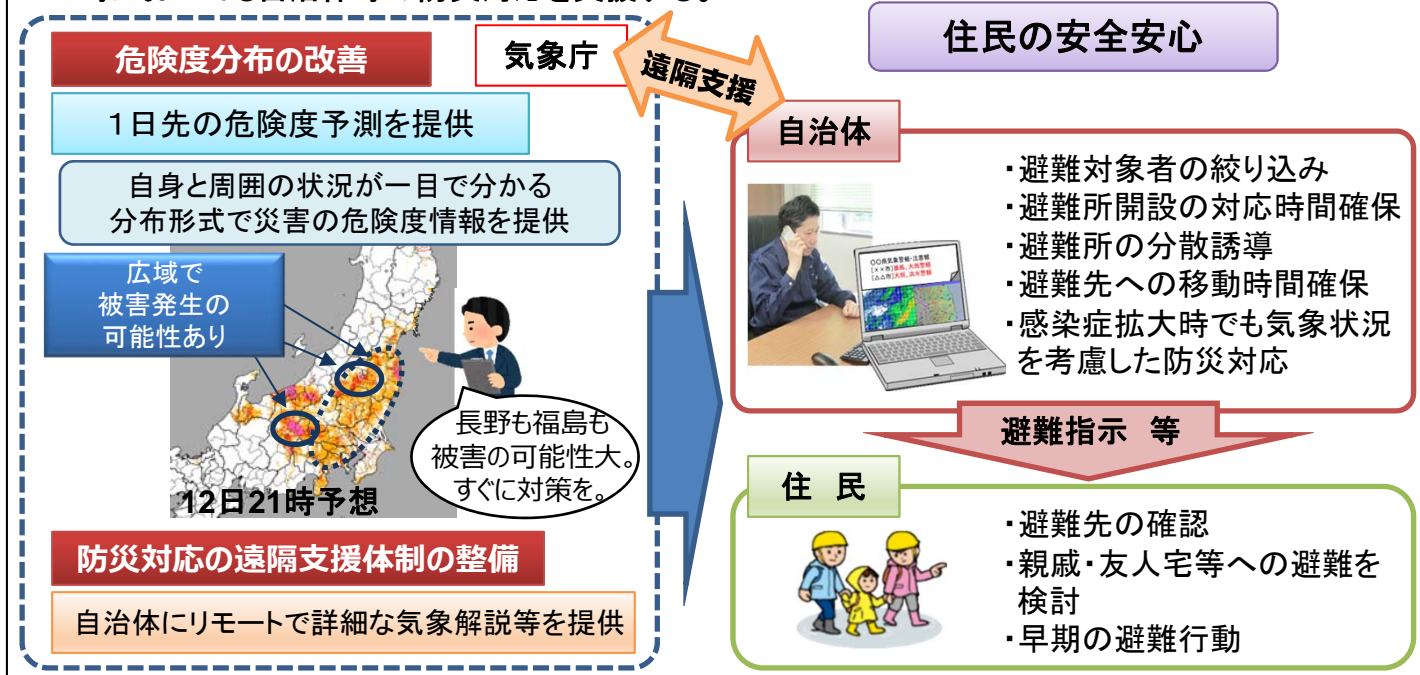 危険度分布の改善
気象庁
遠隔支援
住民の安全安心
1日先の危険度予測を提供
自身と周囲の状況が一目で分かる
分布形式で災害の危険度情報を提供
広域で
被害発生の
可能性あり
長野も福島も
被害の可能性大。
すぐに対策を。
12日21時予想
防災対応の遠隔支援体制の整備
自治体にリモートで詳細な気象解説等を提供
自治体
○○県気象警報・注意報
・避難対象者の絞り込み
・避難所開設の対応時間確保
・避難所の分散誘導
・避難先への移動時間確保
・感染症拡大時でも気象状況
を考慮した防災対応
避難指示 等
住 民
・避難先の確認
・親戚・友人宅等への避難を
検討
・早期の避難行動